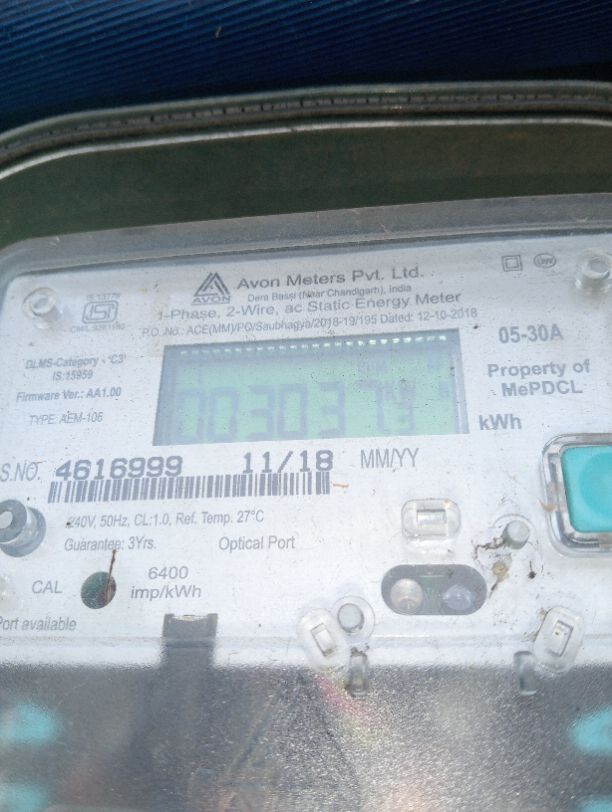 Avon Meters Pvt. Ltd.
AVON
Dera Bassi (Near Chandigarh), India
1-Phase, 2-Wire, ac Static Energy Meter
P.O. No.: ACE(MM)/PO/Saubhagya/2018-19/195 Dated: 12-10-2018
IS 13779
DLMS-Category - 'C3'
IS:15959
Firmware Ver.: AA1.00
TYPE: AEM-106
05-30A
Property of
MePDCL
003037
kWh
S.NO. 4616999 11/18 MM/YY
240V, 50Hz, CL:1.0, Ref. Temp. 27°C
Guarantee: 3Yrs. Optical Port
CAL
6400
imp/kWh
Port available